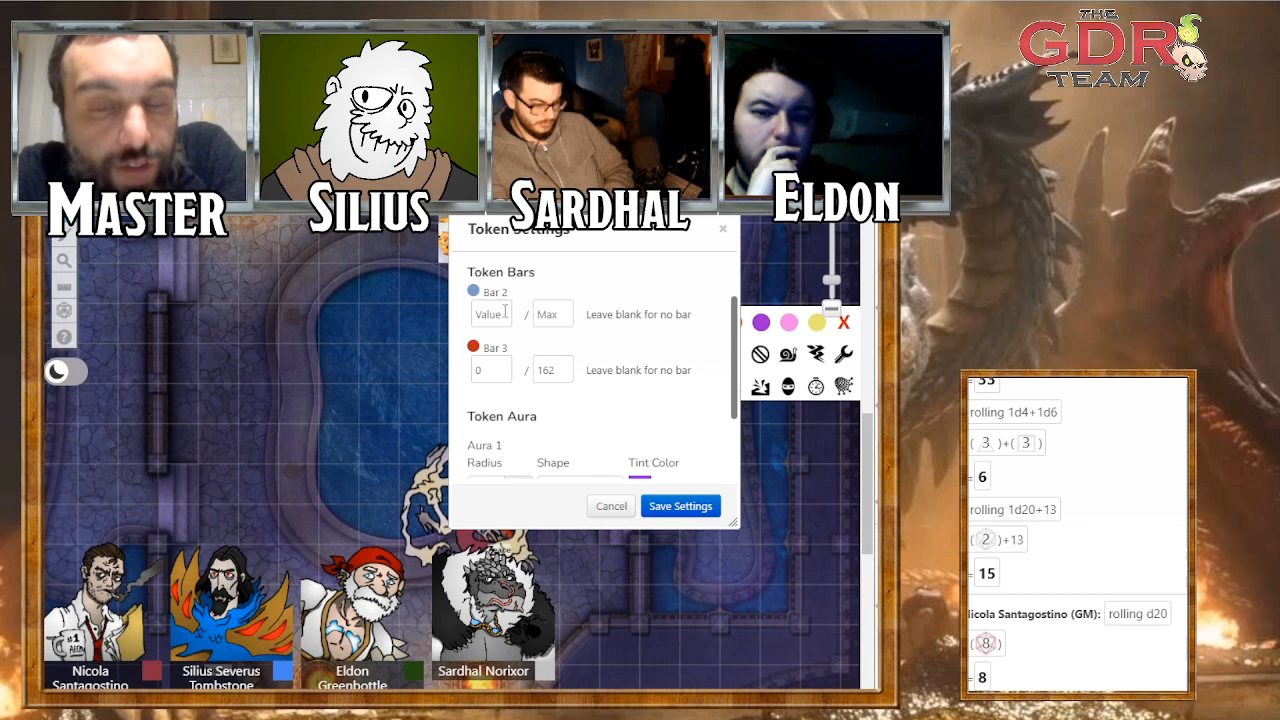 THE
GDR
TEAM
MASTER
SILIUS
SARDHAL
ELDON
Token Settings
Token Bars
Bar 2
Value / Max Leave blank for no bar
Bar 3
0 / 162 Leave blank for no bar
Token Aura
Aura 1
Radius Shape Tint Color
Cancel Save Settings
X
33
rolling 1d4+1d6
(3)+(3)
= 6
rolling 1d20+13
(2)+13
= 15
Nicola Santagostino (GM): rolling d20
(8)
= 8
#1
Nicola
Santagostino
Silius Severus
Tombstone
Eldon
Greenbottle
Sardhal Norixor